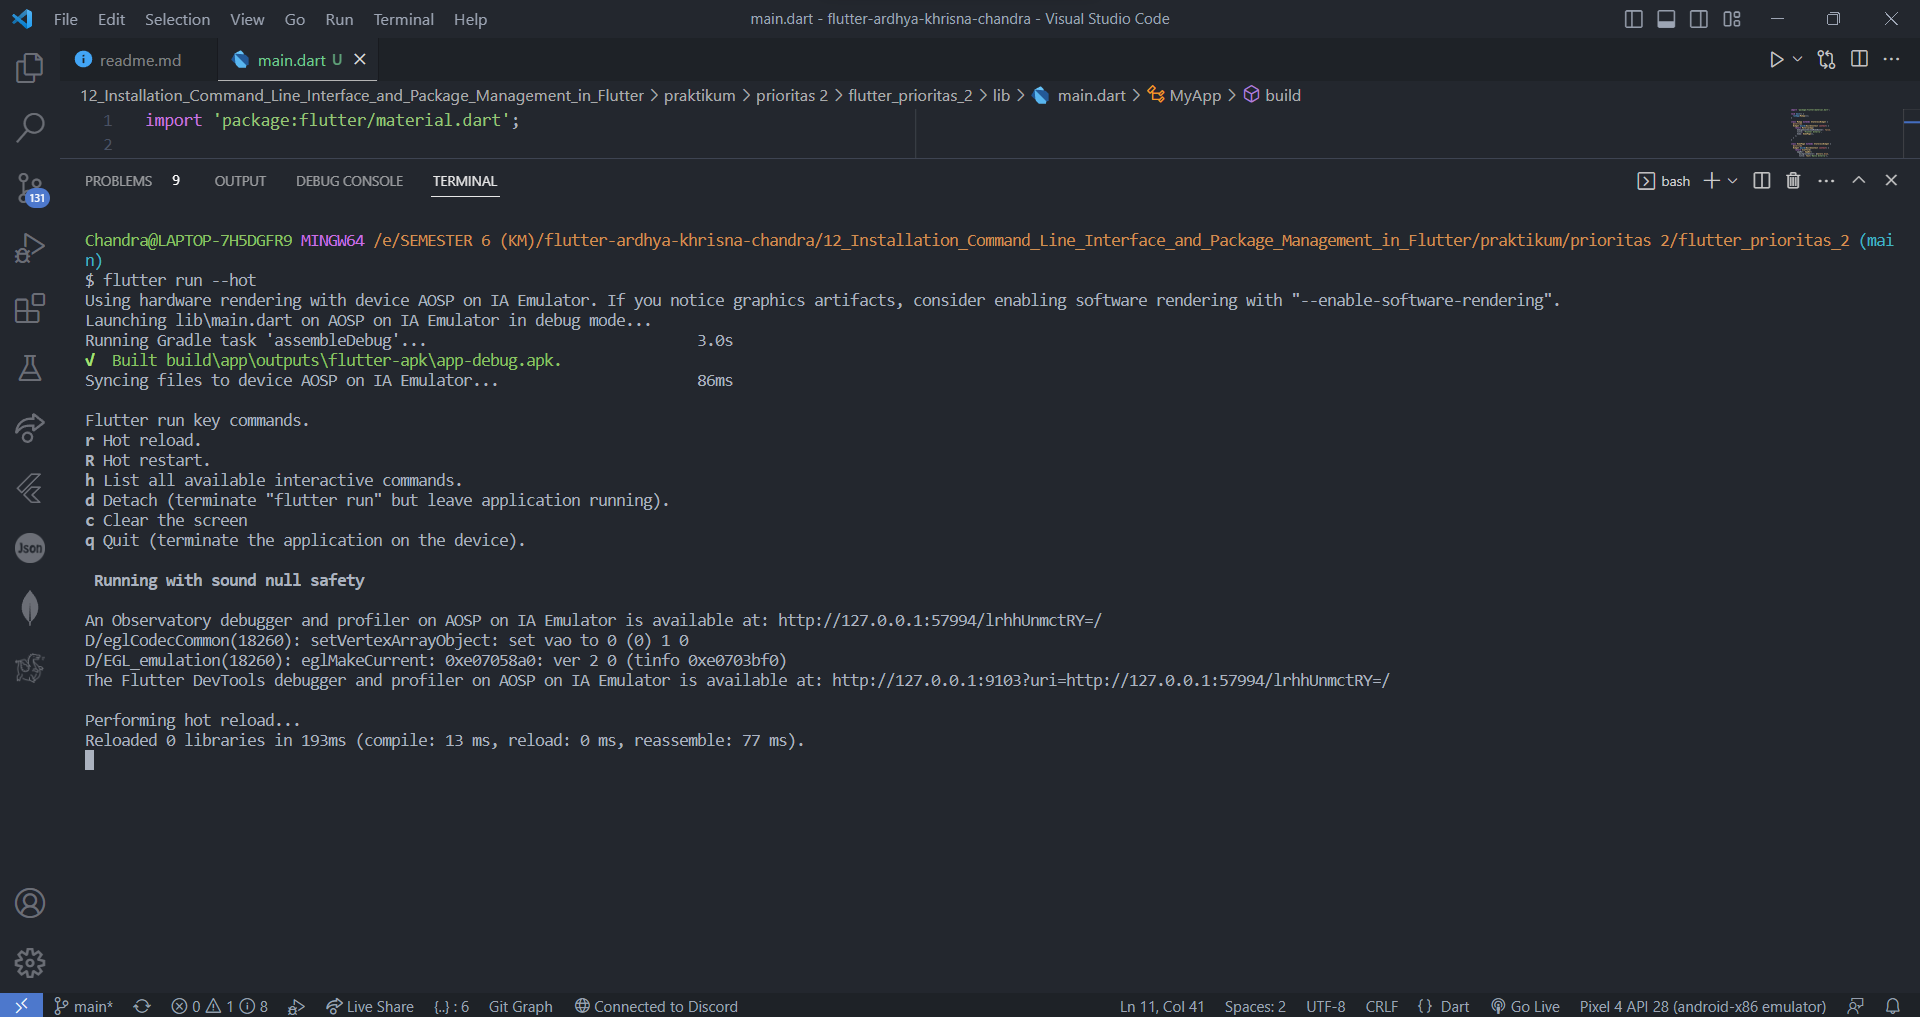 File Edit Selection View Go Run Terminal Help main.dart - flutter-ardhya-khrisna-chandra - Visual Studio Code
readme.md main.dart U
12_Installation_Command_Line_Interface_and_Package_Management_in_Flutter > praktikum > prioritas 2 > flutter_prioritas_2 > lib > main.dart > MyApp > build
1 import 'package:flutter/material.dart';
2
PROBLEMS 9 OUTPUT DEBUG CONSOLE TERMINAL bash
Chandra@LAPTOP-7H5DGFR9 MINGW64 /e/SEMESTER 6 (KM)/flutter-ardhya-khrisna-chandra/12_Installation_Command_Line_Interface_and_Package_Management_in_Flutter/praktikum/prioritas 2/flutter_prioritas_2 (mai
n)
$ flutter run --hot
Using hardware rendering with device AOSP on IA Emulator. If you notice graphics artifacts, consider enabling software rendering with "--enable-software-rendering".
Launching lib\main.dart on AOSP on IA Emulator in debug mode...
Running Gradle task 'assembleDebug'... 3.0s
√ Built build\app\outputs\flutter-apk\app-debug.apk.
Syncing files to device AOSP on IA Emulator... 86ms
Flutter run key commands.
r Hot reload.
R Hot restart.
h List all available interactive commands.
d Detach (terminate "flutter run" but leave application running).
c Clear the screen
q Quit (terminate the application on the device).
Running with sound null safety
An Observatory debugger and profiler on AOSP on IA Emulator is available at: http://127.0.0.1:57994/lrhhUnmctRY=/
D/eglCodecCommon(18260): setVertexArrayObject: set vao to 0 (0) 1 0
D/EGL_emulation(18260): eglMakeCurrent: 0xe07058a0: ver 2 0 (tinfo 0xe0703bf0)
The Flutter DevTools debugger and profiler on AOSP on IA Emulator is available at: http://127.0.0.1:9103?uri=http://127.0.0.1:57994/lrhhUnmctRY=/
Performing hot reload...
Reloaded 0 libraries in 193ms (compile: 13 ms, reload: 0 ms, reassemble: 77 ms).
131
Json
main* 0 1 8 Live Share {..} : 6 Git Graph Connected to Discord Ln 11, Col 41 Spaces: 2 UTF-8 CRLF { } Dart Go Live Pixel 4 API 28 (android-x86 emulator)